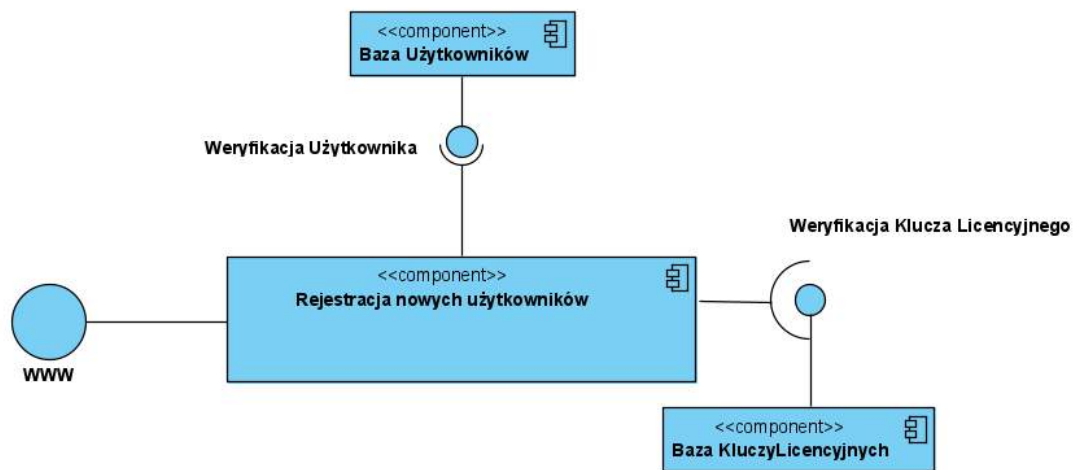 <<component>>
Baza Użytkowników
Weryfikacja Użytkownika
Weryfikacja Klucza Licencyjnego
<<component>>
Rejestracja nowych użytkowników
WWW
<<component>>
Baza KluczyLicencyjnych